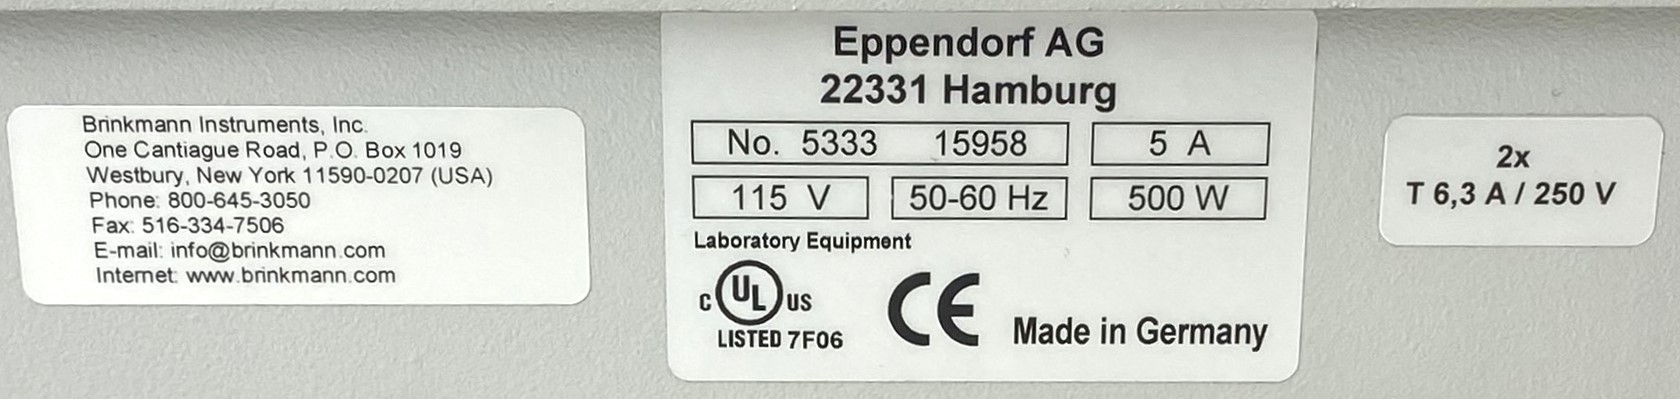 Brinkmann Instruments, Inc.
One Cantiague Road, P.O. Box 1019
Westbury, New York 11590-0207 (USA)
Phone: 800-645-3050
Fax: 516-334-7506
E-mail: info@brinkmann.com
Internet: www.brinkmann.com
Eppendorf AG
22331 Hamburg
No. 5333 15958 5 A
115 V 50-60 Hz 500 W
Laboratory Equipment
C UL US
LISTED 7F06
CE
Made in Germany
2x
T 6,3 A / 250 V